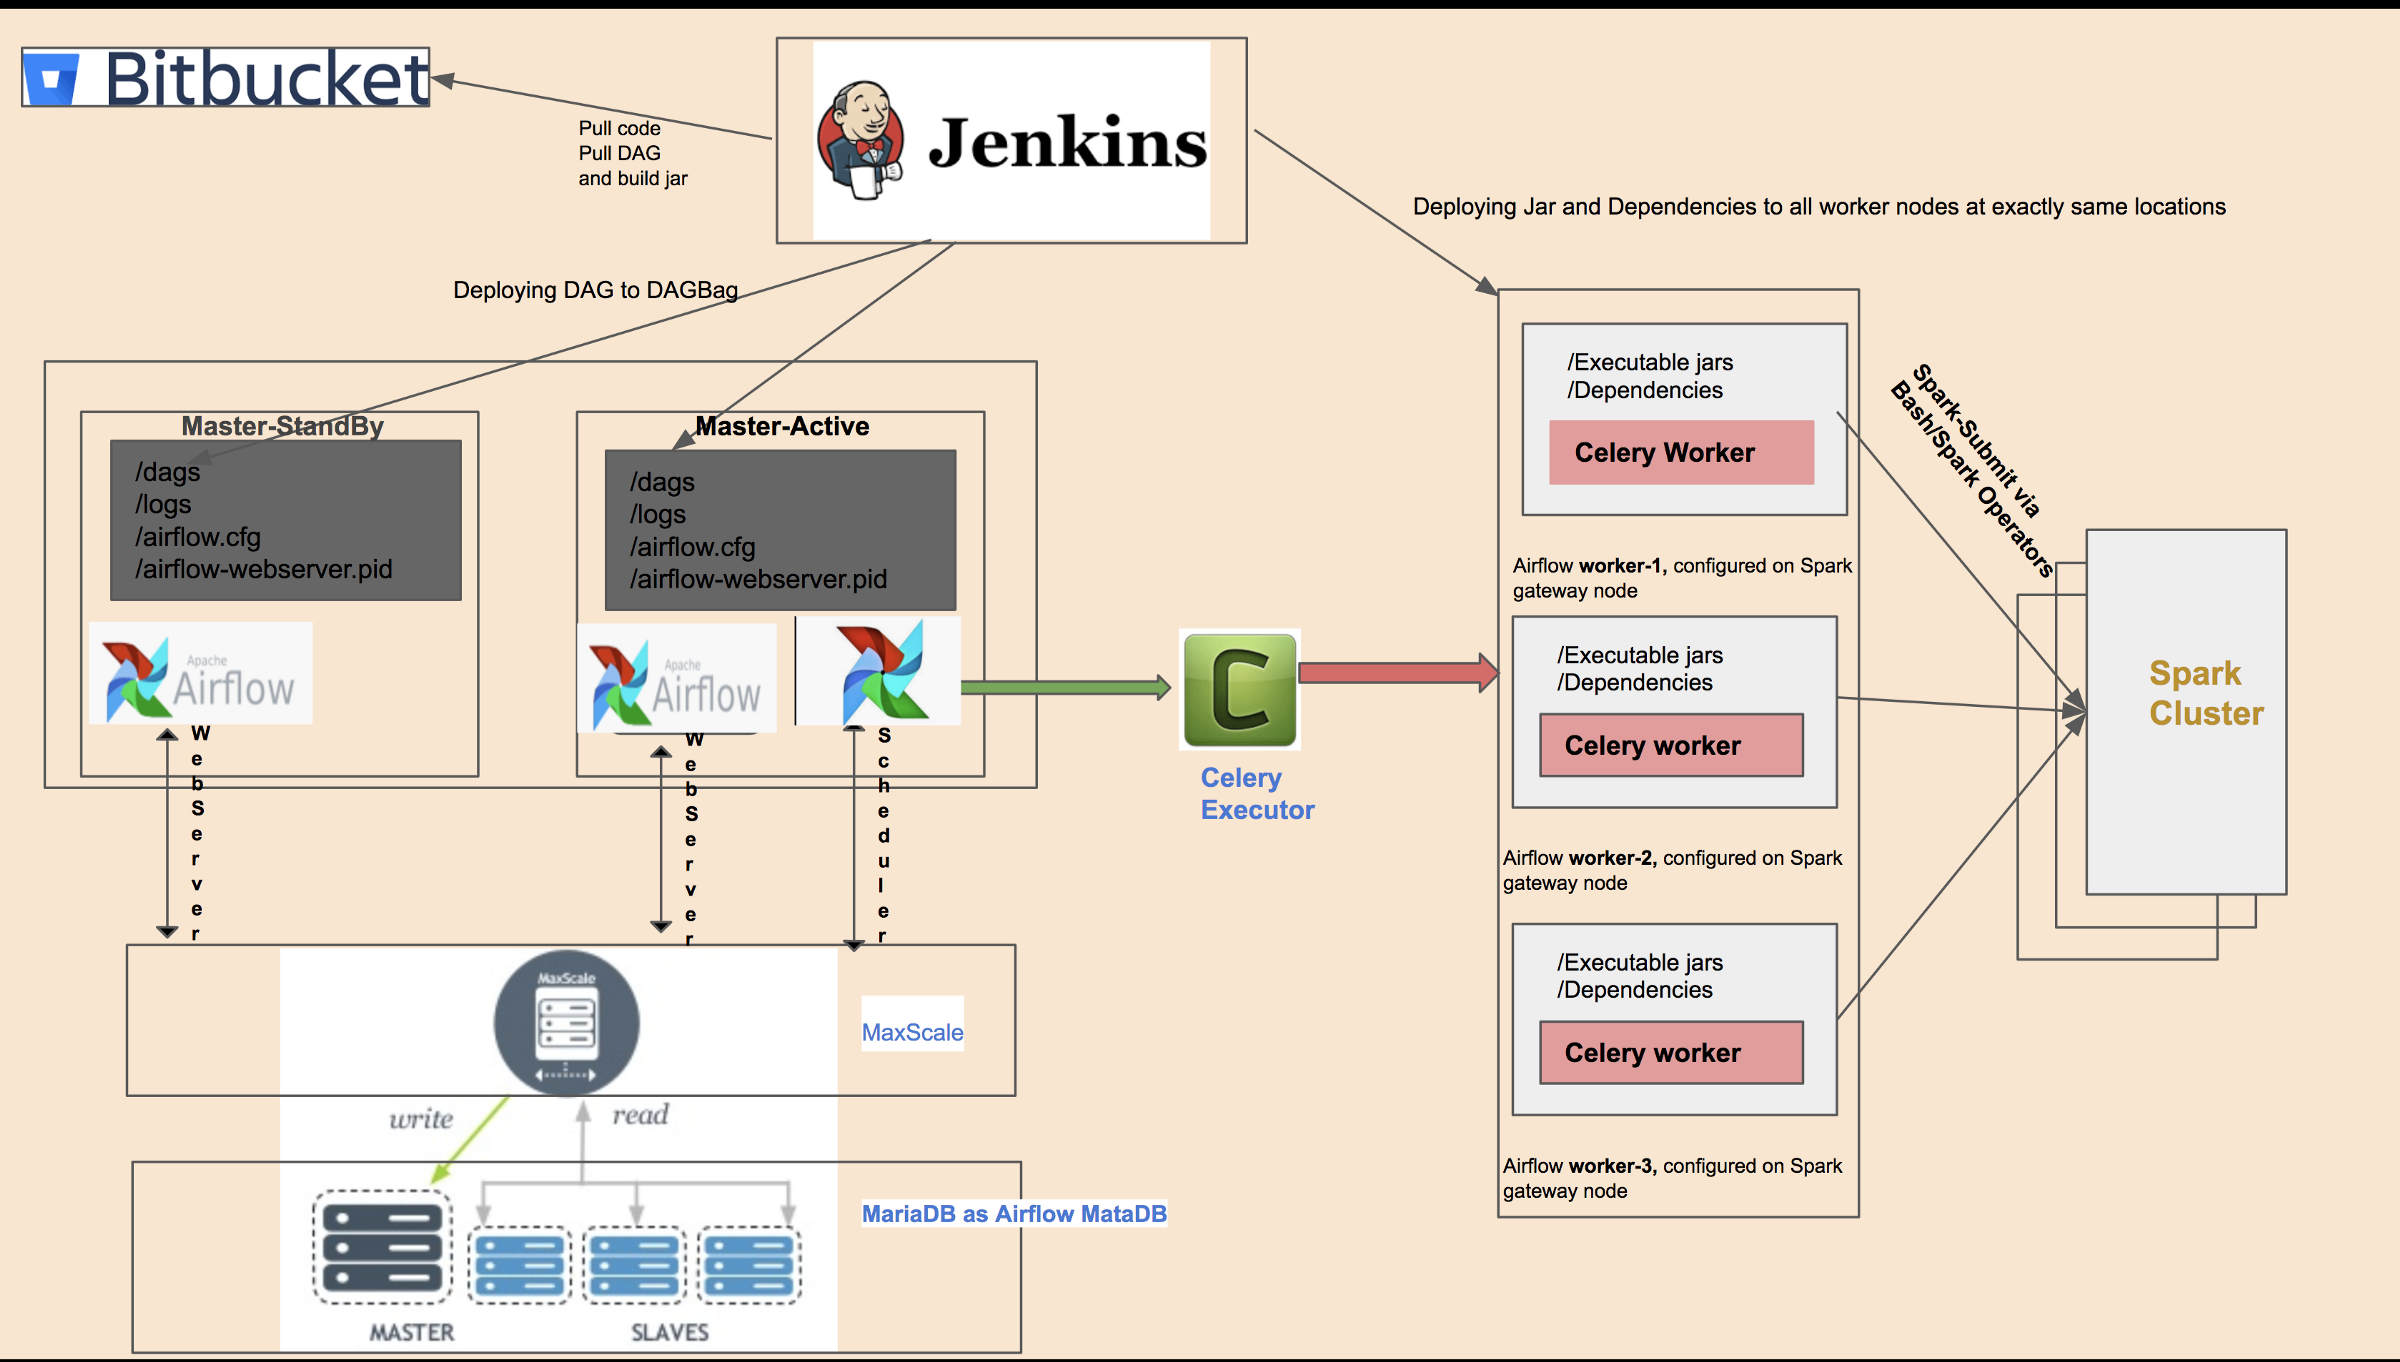 Bitbucket
Jenkins
Pull code
Pull DAG
and build jar
Deploying Jar and Dependencies to all worker nodes at exactly same locations
Deploying DAG to DAGBag
Master-StandBy
/dags
/logs
/airflow.cfg
/airflow-webserver.pid
Apache
Airflow
WebServer
Master-Active
/dags
/logs
/airflow.cfg
/airflow-webserver.pid
Apache
Airflow
WebServer
Scheduler
Celery
Executor
/Executable jars
/Dependencies
Celery Worker
Airflow worker-1, configured on Spark
gateway node
/Executable jars
/Dependencies
Celery worker
Airflow worker-2, configured on Spark
gateway node
/Executable jars
/Dependencies
Celery worker
Airflow worker-3, configured on Spark
gateway node
Spark-Submit via
Bash/Spark Operators
Spark
Cluster
MaxScale
MaxScale
write
read
MariaDB as Airflow MataDB
MASTER
SLAVES